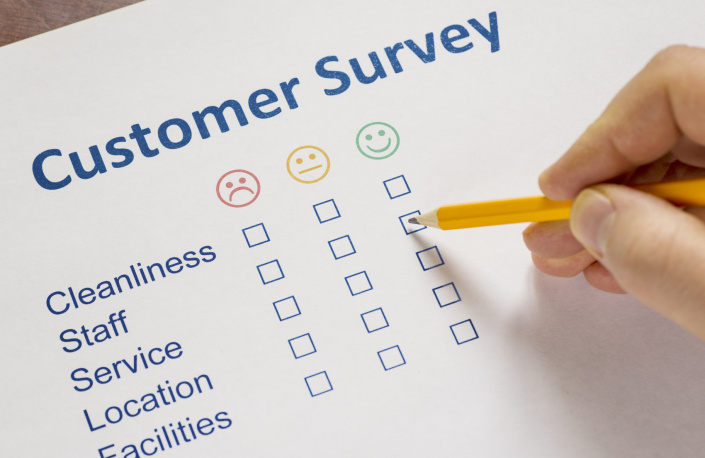 Customer Survey
Cleanliness
Staff
Service
Location
Facilities